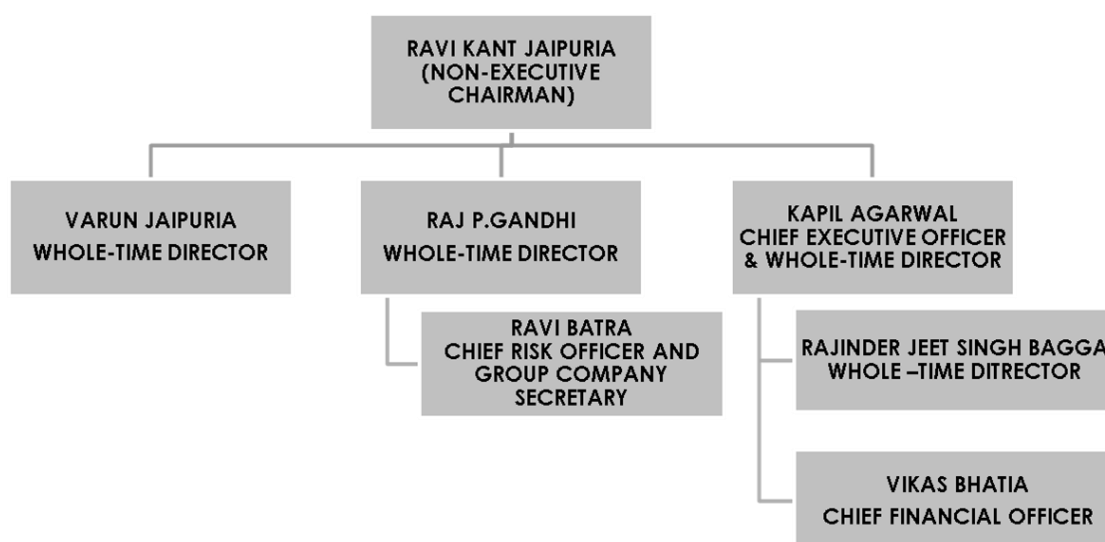 RAVI KANT JAIPURIA
(NON-EXECUTIVE
CHAIRMAN)
VARUN JAIPURIA
WHOLE-TIME DIRECTOR
RAJ P.GANDHI
WHOLE-TIME DIRECTOR
KAPIL AGARWAL
CHIEF EXECUTIVE OFFICER
& WHOLE-TIME DIRECTOR
RAVI BATRA
CHIEF RISK OFFICER AND
GROUP COMPANY
SECRETARY
RAJINDER JEET SINGH BAGGA
WHOLE –TIME DITRECTOR
VIKAS BHATIA
CHIEF FINANCIAL OFFICER